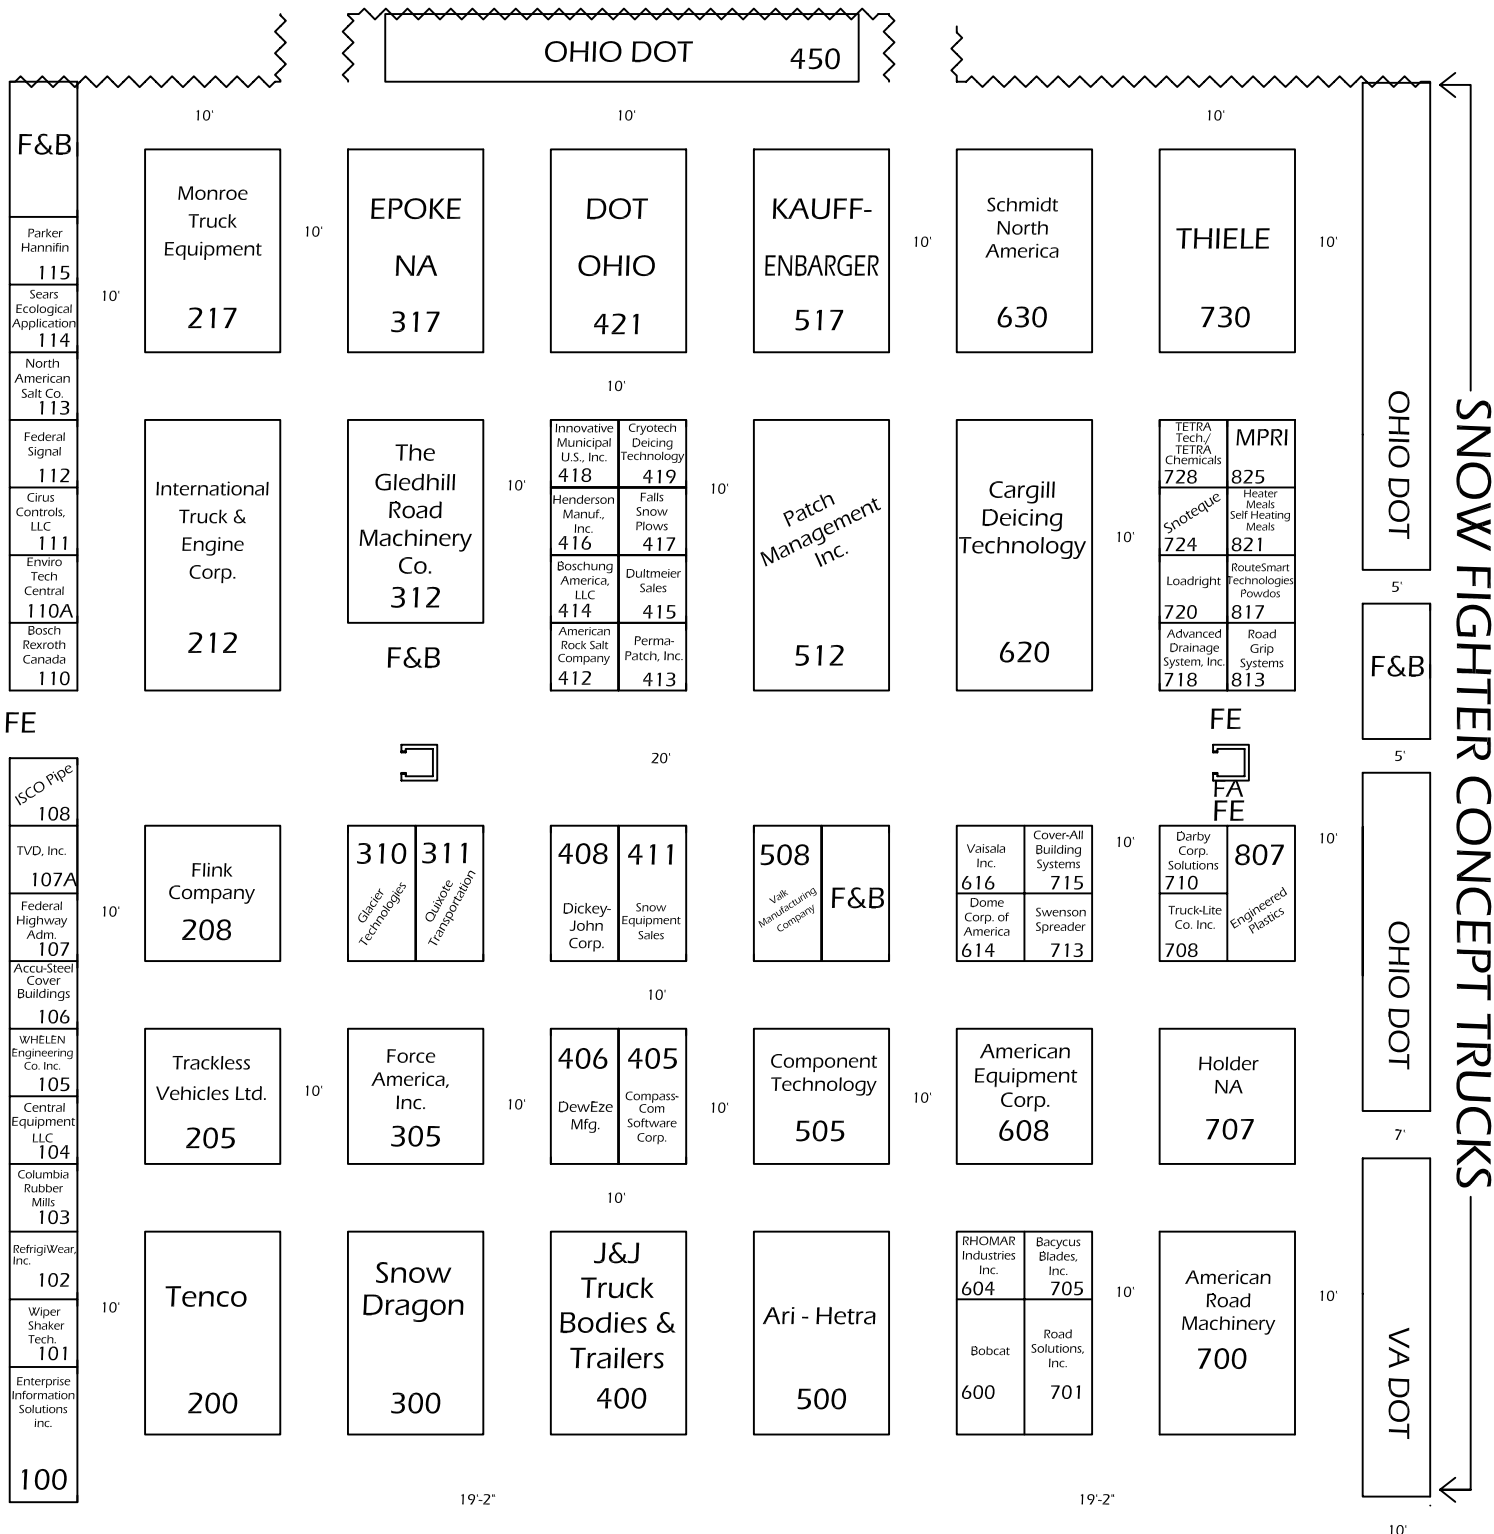 OHIO DOT 450
10' 10' 10'
F&B
Parker
Hannifin
115
Sears
Ecological
Application
114
North
American
Salt Co.
113
Federal
Signal
112
Cirus
Controls,
LLC
111
Enviro
Tech
Central
110A
Bosch
Rexroth
Canada
110
FE
ISCO Pipe
108
TVD, Inc.
107A
Federal
Highway
Adm.
107
Accu-Steel
Cover
Buildings
106
WHELEN
Engineering
Co. Inc.
105
Central
Equipment
LLC
104
Columbia
Rubber
Mills
103
RefrigiWear,
Inc.
102
Wiper
Shaker
Tech.
101
Enterprise
Information
Solutions
inc.
100
10'
10'
10'
Monroe
Truck
Equipment
217
10'
EPOKE
NA
317
DOT
OHIO
421
KAUFF-
ENBARGER
517
10'
Schmidt
North
America
630
THIELE
730
10'
10'
International
Truck &
Engine
Corp.
212
The
Gledhill
Road
Machinery
Co.
312
F&B
10'
Innovative
Municipal
U.S., Inc.
418
Cryotech
Deicing
Technology
419
Henderson
Manuf.,
Inc.
416
Falls
Snow
Plows
417
Boschung
America,
LLC
414
Dultmeier
Sales
415
American
Rock Salt
Company
412
Perma-
Patch, Inc.
413
10'
Patch
Management
Inc.
512
Cargill
Deicing
Technology
620
10'
TETRA
Tech./
TETRA
Chemicals
728
MPRI
825
Snoteque
724
Heater
Meals
Self Heating
Meals
821
Loadright
720
RouteSmart
Technologies
Powdos
817
Advanced
Drainage
System, Inc.
718
Road
Grip
Systems
813
FE
20'
FA
FE
Flink
Company
208
310
Glacier
Technologies
311
Quixote
Transportation
408
Dickey-
John
Corp.
411
Snow
Equipment
Sales
508
Valk
Manufacturing
Company
F&B
Vaisala
Inc.
616
Cover-All
Building
Systems
715
Dome
Corp. of
America
614
Swenson
Spreader
713
10'
Darby
Corp.
Solutions
710
807
Engineered
Plastics
Truck-Lite
Co. Inc.
708
10'
10'
Trackless
Vehicles Ltd.
205
10'
Force
America,
Inc.
305
10'
406
DewEze
Mfg.
405
Compass-
Com
Software
Corp.
10'
Component
Technology
505
10'
American
Equipment
Corp.
608
Holder
NA
707
10'
Tenco
200
Snow
Dragon
300
J&J
Truck
Bodies &
Trailers
400
Ari - Hetra
500
RHOMAR
Industries
Inc.
604
Bacycus
Blades,
Inc.
705
Bobcat
600
Road
Solutions,
Inc.
701
10'
American
Road
Machinery
700
10'
19'-2" 19'-2"
OHIO DOT
5'
F&B
5'
OHIO DOT
7'
VA DOT
10'
SNOW FIGHTER CONCEPT TRUCKS